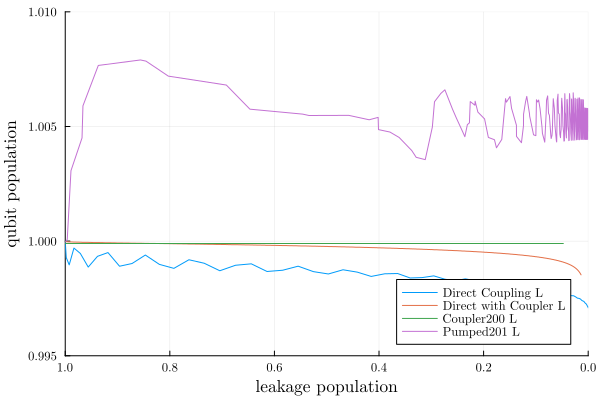 1.010
1.005
1.000
0.995
qubit population
1.0 0.8 0.6 0.4 0.2 0.0
leakage population
Direct Coupling L
Direct with Coupler L
Coupler200 L
Pumped201 L